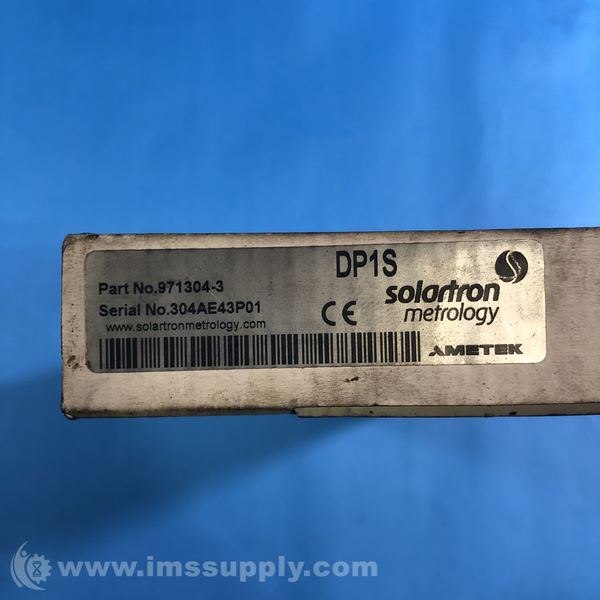 DP1S
Part No.971304-3
Serial No.304AE43P01
www.solartronmetrology.com
CE
solartron
metrology
AMETEK
www.imssupply.com